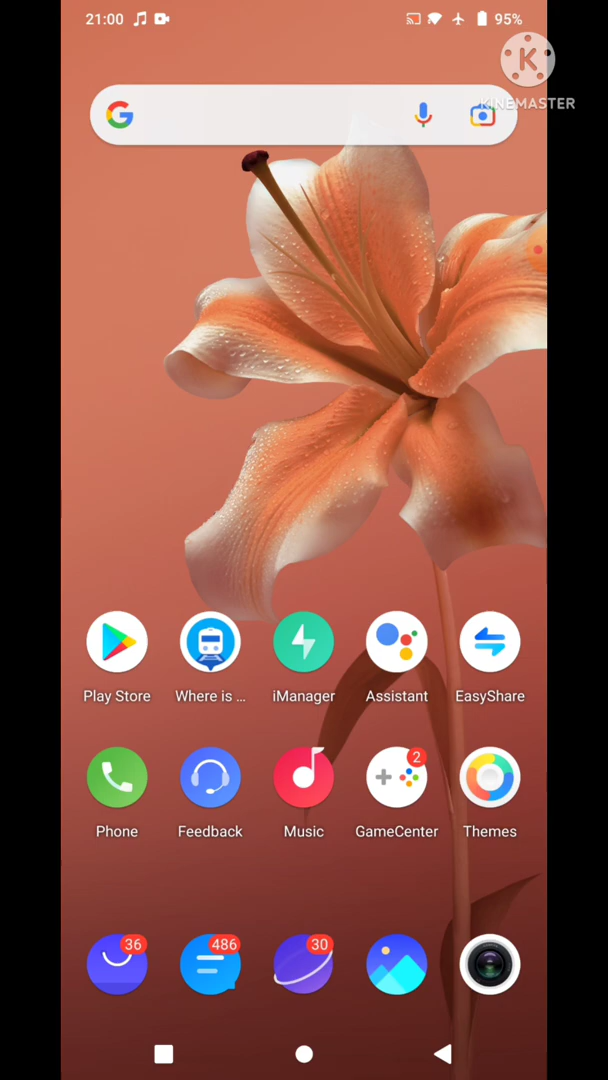 21:00
95%
KINEMASTER
Play Store
Where is ...
iManager
Assistant
EasyShare
2
Phone
Feedback
Music
GameCenter
Themes
36
486
30